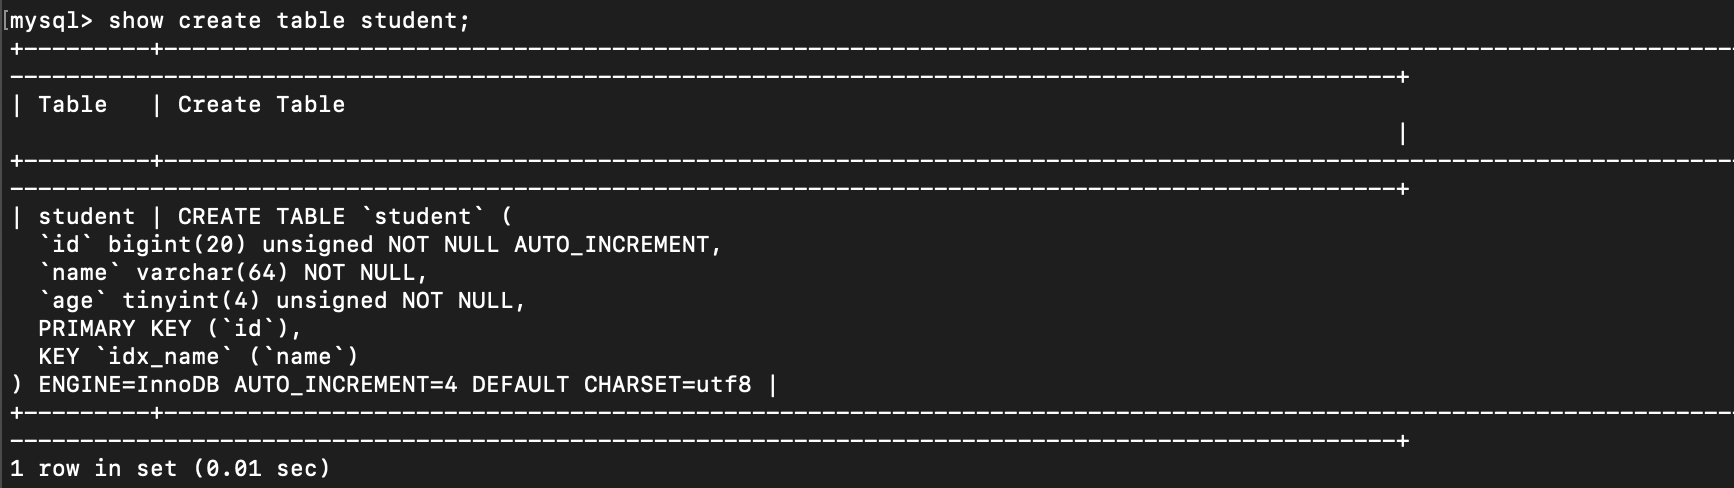 mysql> show create table student;
+---------+----------------------------------------------------------------------------------------------------------------
---------------------------------------------------------------------------------------------------+
| Table   | Create Table
                                                                                                   |
+---------+----------------------------------------------------------------------------------------------------------------
---------------------------------------------------------------------------------------------------+
| student | CREATE TABLE `student` (
  `id` bigint(20) unsigned NOT NULL AUTO_INCREMENT,
  `name` varchar(64) NOT NULL,
  `age` tinyint(4) unsigned NOT NULL,
  PRIMARY KEY (`id`),
  KEY `idx_name` (`name`)
) ENGINE=InnoDB AUTO_INCREMENT=4 DEFAULT CHARSET=utf8 |
+---------+----------------------------------------------------------------------------------------------------------------
---------------------------------------------------------------------------------------------------+
1 row in set (0.01 sec)